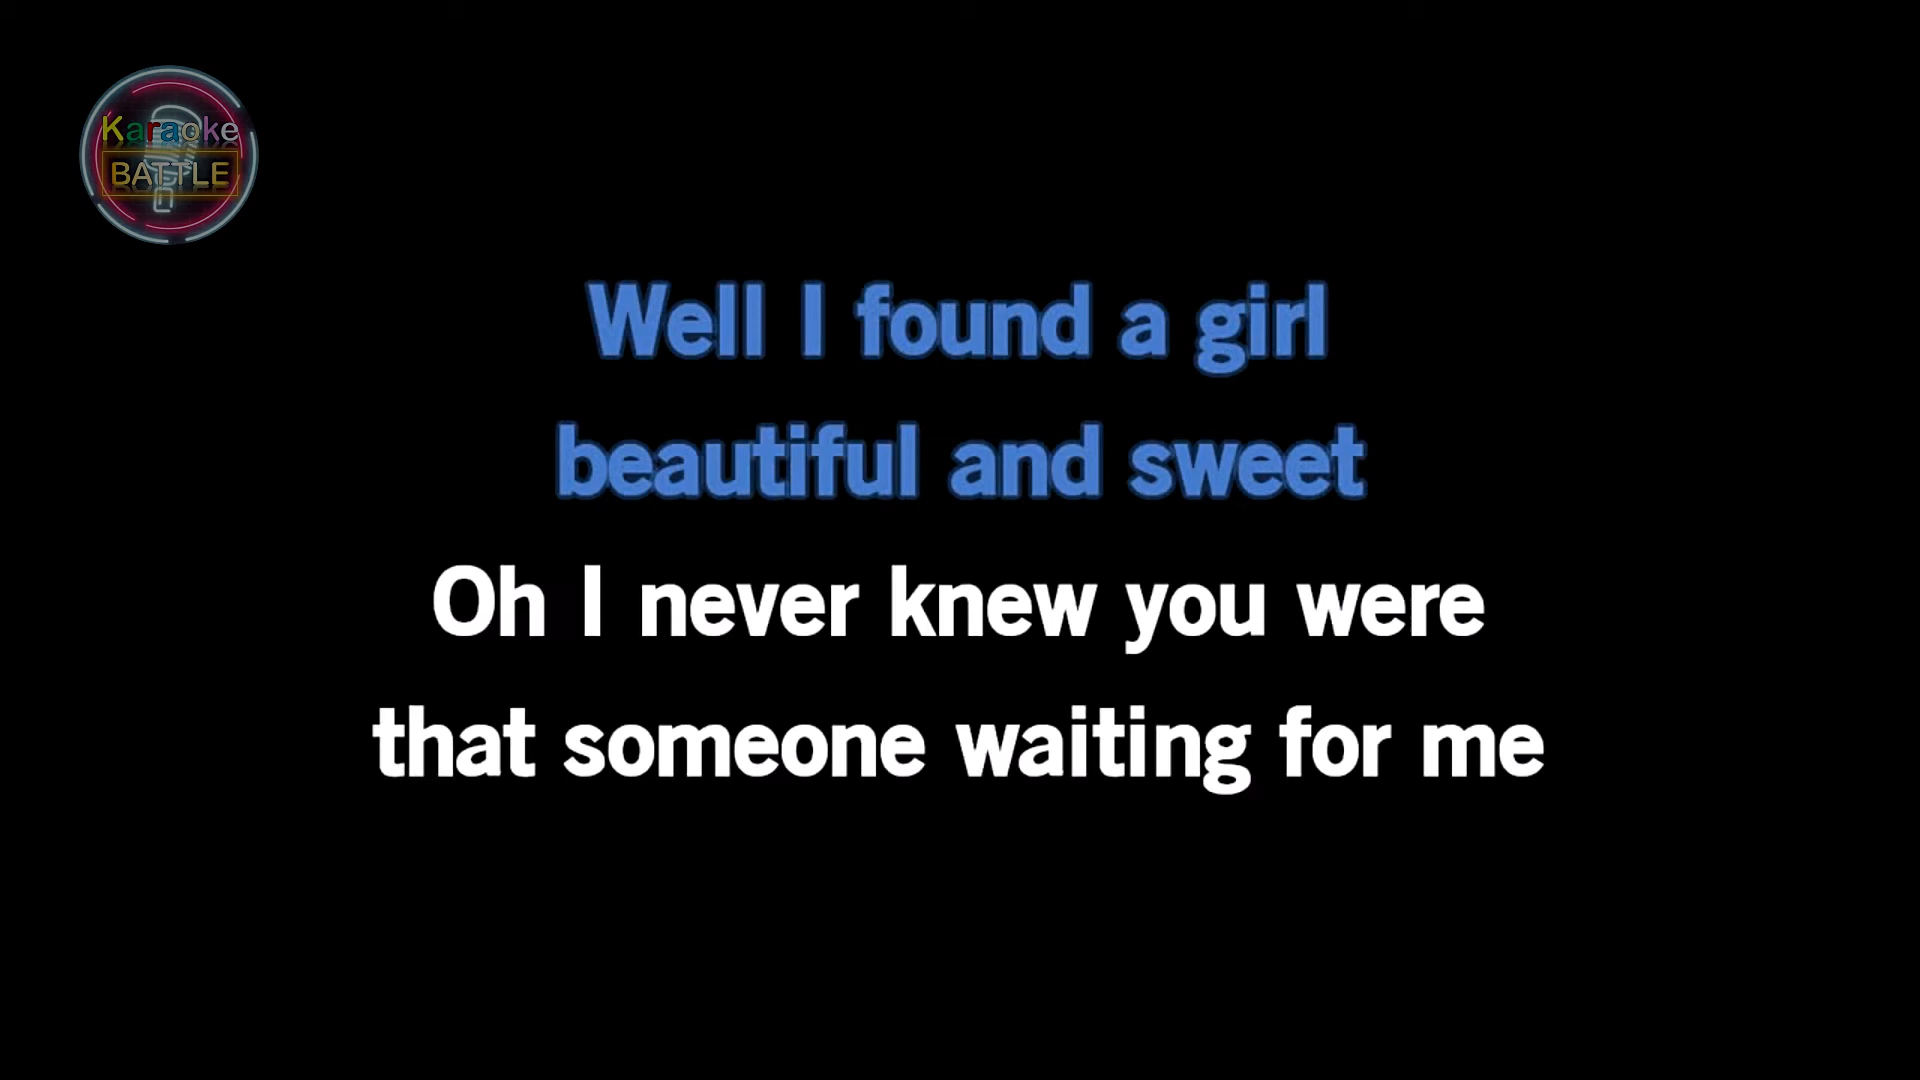 Karaoke
BATTLE
Well I found a girl
beautiful and sweet
Oh I never knew you were
that someone waiting for me